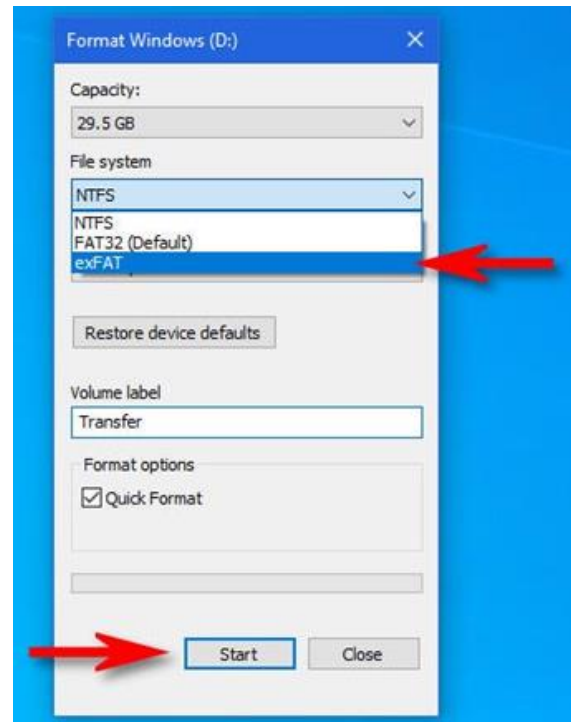 Format Windows (D:)
Capacity:
29.5 GB
File system
NTFS
NTFS
FAT32 (Default)
exFAT
Restore device defaults
Volume label
Transfer
Format options
Quick Format
Start
Close